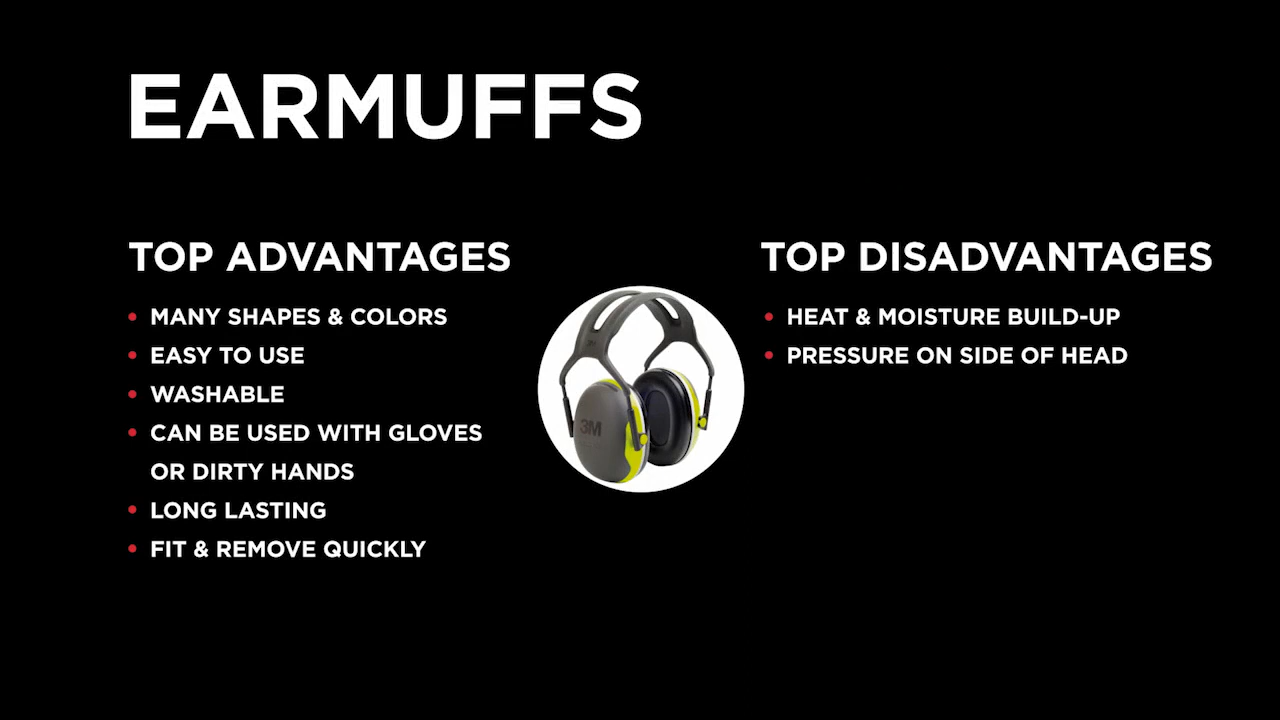 EARMUFFS
TOP ADVANTAGES
• MANY SHAPES & COLORS
• EASY TO USE
• WASHABLE
• CAN BE USED WITH GLOVES
OR DIRTY HANDS
• LONG LASTING
• FIT & REMOVE QUICKLY
3M
TOP DISADVANTAGES
• HEAT & MOISTURE BUILD-UP
• PRESSURE ON SIDE OF HEAD